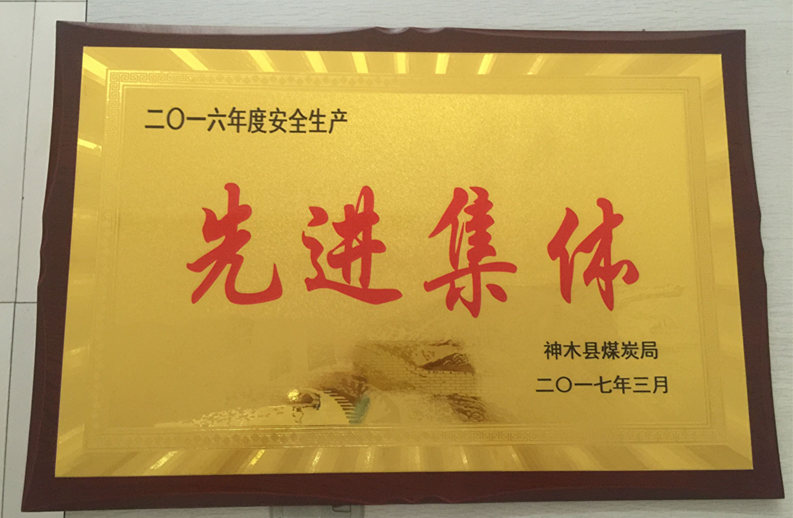 二〇一六年度安全生产
先进集体
神木县煤炭局
二〇一七年三月